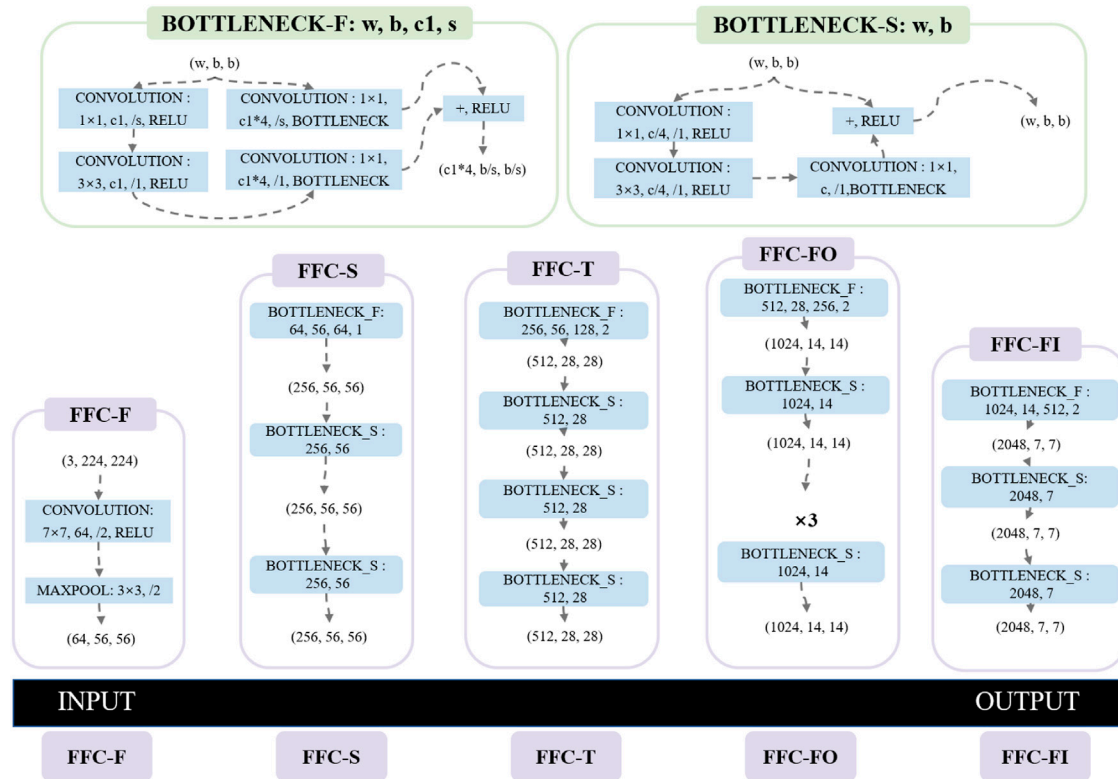 BOTTLENECK-F: w, b, c1, s
(w, b, b)
CONVOLUTION :
1×1, c1, /s, RELU
CONVOLUTION : 1×1,
c1*4, /s, BOTTLENECK
+, RELU
CONVOLUTION :
3×3, c1, /1, RELU
CONVOLUTION : 1×1,
c1*4, /1, BOTTLENECK
(c1*4, b/s, b/s)
BOTTLENECK-S: w, b
(w, b, b)
CONVOLUTION :
1×1, c/4, /1, RELU
+, RELU
(w, b, b)
CONVOLUTION :
3×3, c/4, /1, RELU
CONVOLUTION : 1×1,
c, /1,BOTTLENECK
FFC-F
(3, 224, 224)
CONVOLUTION:
7×7, 64, /2, RELU
MAXPOOL: 3×3, /2
(64, 56, 56)
FFC-S
BOTTLENECK_F:
64, 56, 64, 1
(256, 56, 56)
BOTTLENECK_S :
256, 56
(256, 56, 56)
BOTTLENECK_S :
256, 56
(256, 56, 56)
FFC-T
BOTTLENECK_F :
256, 56, 128, 2
(512, 28, 28)
BOTTLENECK_S :
512, 28
(512, 28, 28)
BOTTLENECK_S :
512, 28
(512, 28, 28)
BOTTLENECK_S :
512, 28
(512, 28, 28)
FFC-FO
BOTTLENECK_F :
512, 28, 256, 2
(1024, 14, 14)
BOTTLENECK_S :
1024, 14
(1024, 14, 14)
×3
BOTTLENECK_S :
1024, 14
(1024, 14, 14)
FFC-FI
BOTTLENECK_F :
1024, 14, 512, 2
(2048, 7, 7)
BOTTLENECK_S:
2048, 7
(2048, 7, 7)
BOTTLENECK_S :
2048, 7
(2048, 7, 7)
INPUT
OUTPUT
FFC-F
FFC-S
FFC-T
FFC-FO
FFC-FI